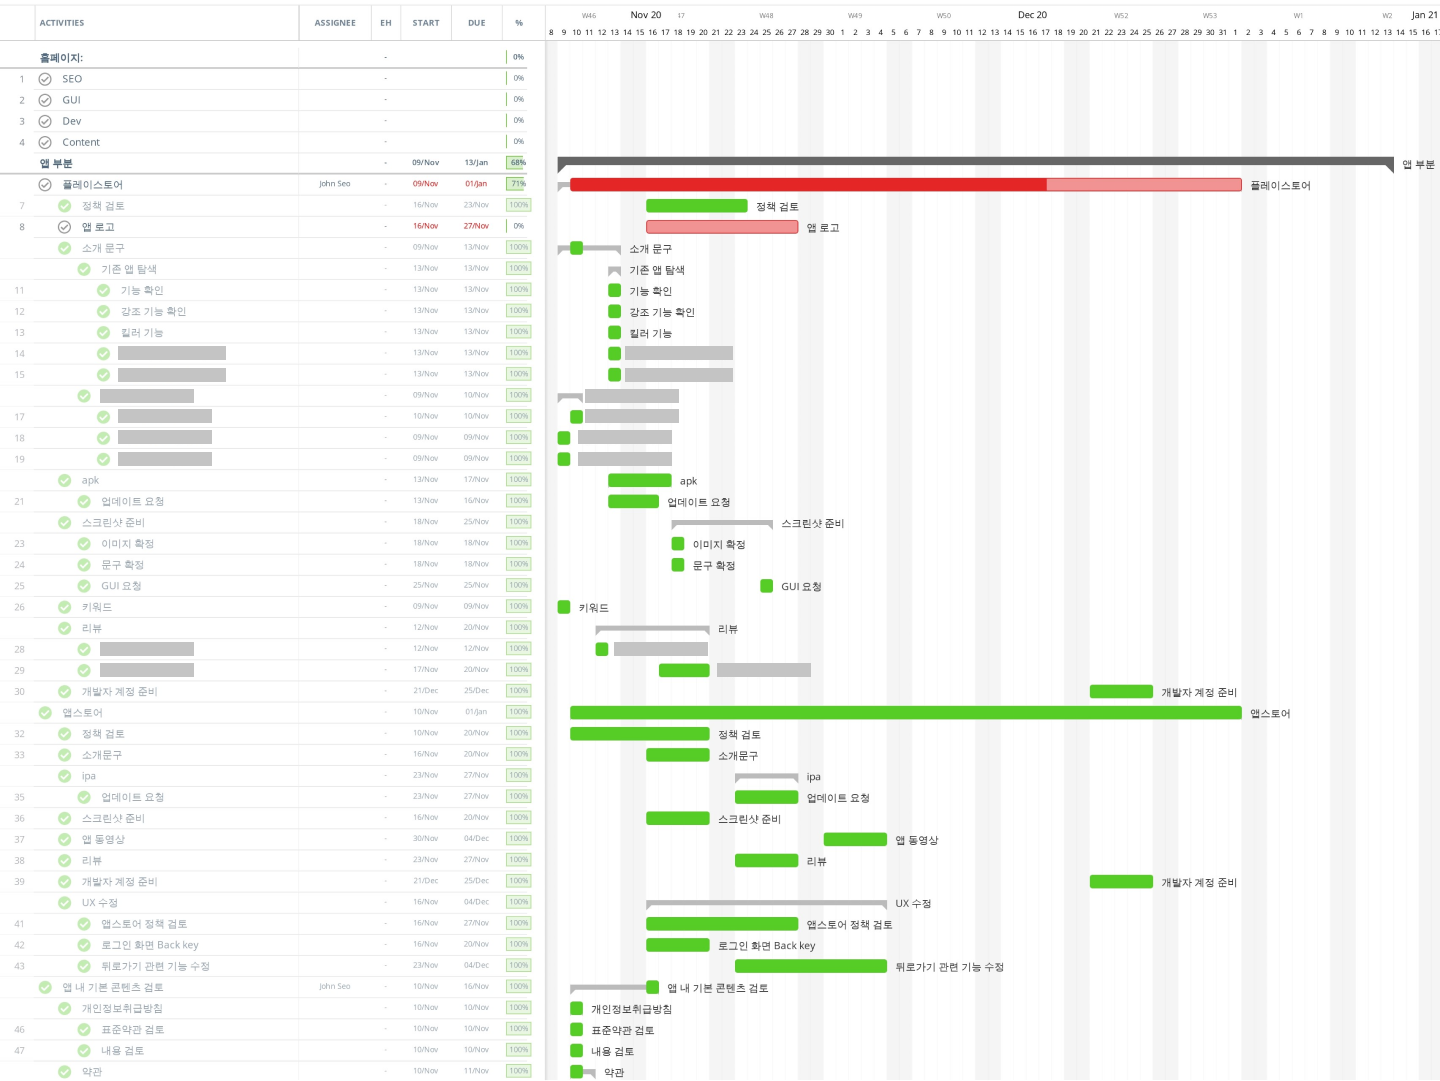 W46 Nov 20 17 W48 W49 W50 Dec 20 W52 W53 W1 W2 Jan 21
ACTIVITIES ASSIGNEE EH START DUE %
8 9 10 11 12 13 14 15 16 17 18 19 20 21 22 23 24 25 26 27 28 29 30 1 2 3 4 5 6 7 8 9 10 11 12 13 14 15 16 17 18 19 20 21 22 23 24 25 26 27 28 29 30 31 1 2 3 4 5 6 7 8 9 10 11 12 13 14 15 16
홈페이지: - 0%
1 SEO - 0%
2 GUI - 0%
3 Dev - 0%
4 Content - 0%
앱 부분 - 09/Nov 13/Jan 68% 앱 부분
플레이스토어 John Seo - 09/Nov 01/Jan 71% 플레이스토어
7 정책 검토 - 16/Nov 23/Nov 100% 정책 검토
8 앱 로고 - 16/Nov 27/Nov 0% 앱 로고
소개 문구 - 09/Nov 13/Nov 100% 소개 문구
기존 앱 탐색 - 13/Nov 13/Nov 100% 기존 앱 탐색
11 기능 확인 - 13/Nov 13/Nov 100% 기능 확인
12 강조 기능 확인 - 13/Nov 13/Nov 100% 강조 기능 확인
13 킬러 기능 - 13/Nov 13/Nov 100% 킬러 기능
14 - 13/Nov 13/Nov 100%
15 - 13/Nov 13/Nov 100%
- 09/Nov 10/Nov 100%
17 - 10/Nov 10/Nov 100%
18 - 09/Nov 09/Nov 100%
19 - 09/Nov 09/Nov 100%
apk - 13/Nov 17/Nov 100% apk
21 업데이트 요청 - 13/Nov 16/Nov 100% 업데이트 요청
스크린샷 준비 - 18/Nov 25/Nov 100% 스크린샷 준비
23 이미지 확정 - 18/Nov 18/Nov 100% 이미지 확정
24 문구 확정 - 18/Nov 18/Nov 100% 문구 확정
25 GUI 요청 - 25/Nov 25/Nov 100% GUI 요청
26 키워드 - 09/Nov 09/Nov 100% 키워드
리뷰 - 12/Nov 20/Nov 100% 리뷰
28 - 12/Nov 12/Nov 100%
29 - 17/Nov 20/Nov 100%
30 개발자 계정 준비 - 21/Dec 25/Dec 100% 개발자 계정 준비
앱스토어 - 10/Nov 01/Jan 100% 앱스토어
32 정책 검토 - 10/Nov 20/Nov 100% 정책 검토
33 소개문구 - 16/Nov 20/Nov 100% 소개문구
ipa - 23/Nov 27/Nov 100% ipa
35 업데이트 요청 - 23/Nov 27/Nov 100% 업데이트 요청
36 스크린샷 준비 - 16/Nov 20/Nov 100% 스크린샷 준비
37 앱 동영상 - 30/Nov 04/Dec 100% 앱 동영상
38 리뷰 - 23/Nov 27/Nov 100% 리뷰
39 개발자 계정 준비 - 21/Dec 25/Dec 100% 개발자 계정 준비
UX 수정 - 16/Nov 04/Dec 100% UX 수정
41 앱스토어 정책 검토 - 16/Nov 27/Nov 100% 앱스토어 정책 검토
42 로그인 화면 Back key - 16/Nov 20/Nov 100% 로그인 화면 Back key
43 뒤로가기 관련 기능 수정 - 23/Nov 04/Dec 100% 뒤로가기 관련 기능 수정
앱 내 기본 콘텐츠 검토 John Seo - 10/Nov 16/Nov 100% 앱 내 기본 콘텐츠 검토
개인정보취급방침 - 10/Nov 10/Nov 100% 개인정보취급방침
46 표준약관 검토 - 10/Nov 10/Nov 100% 표준약관 검토
47 내용 검토 - 10/Nov 10/Nov 100% 내용 검토
약관 - 10/Nov 11/Nov 100% 약관